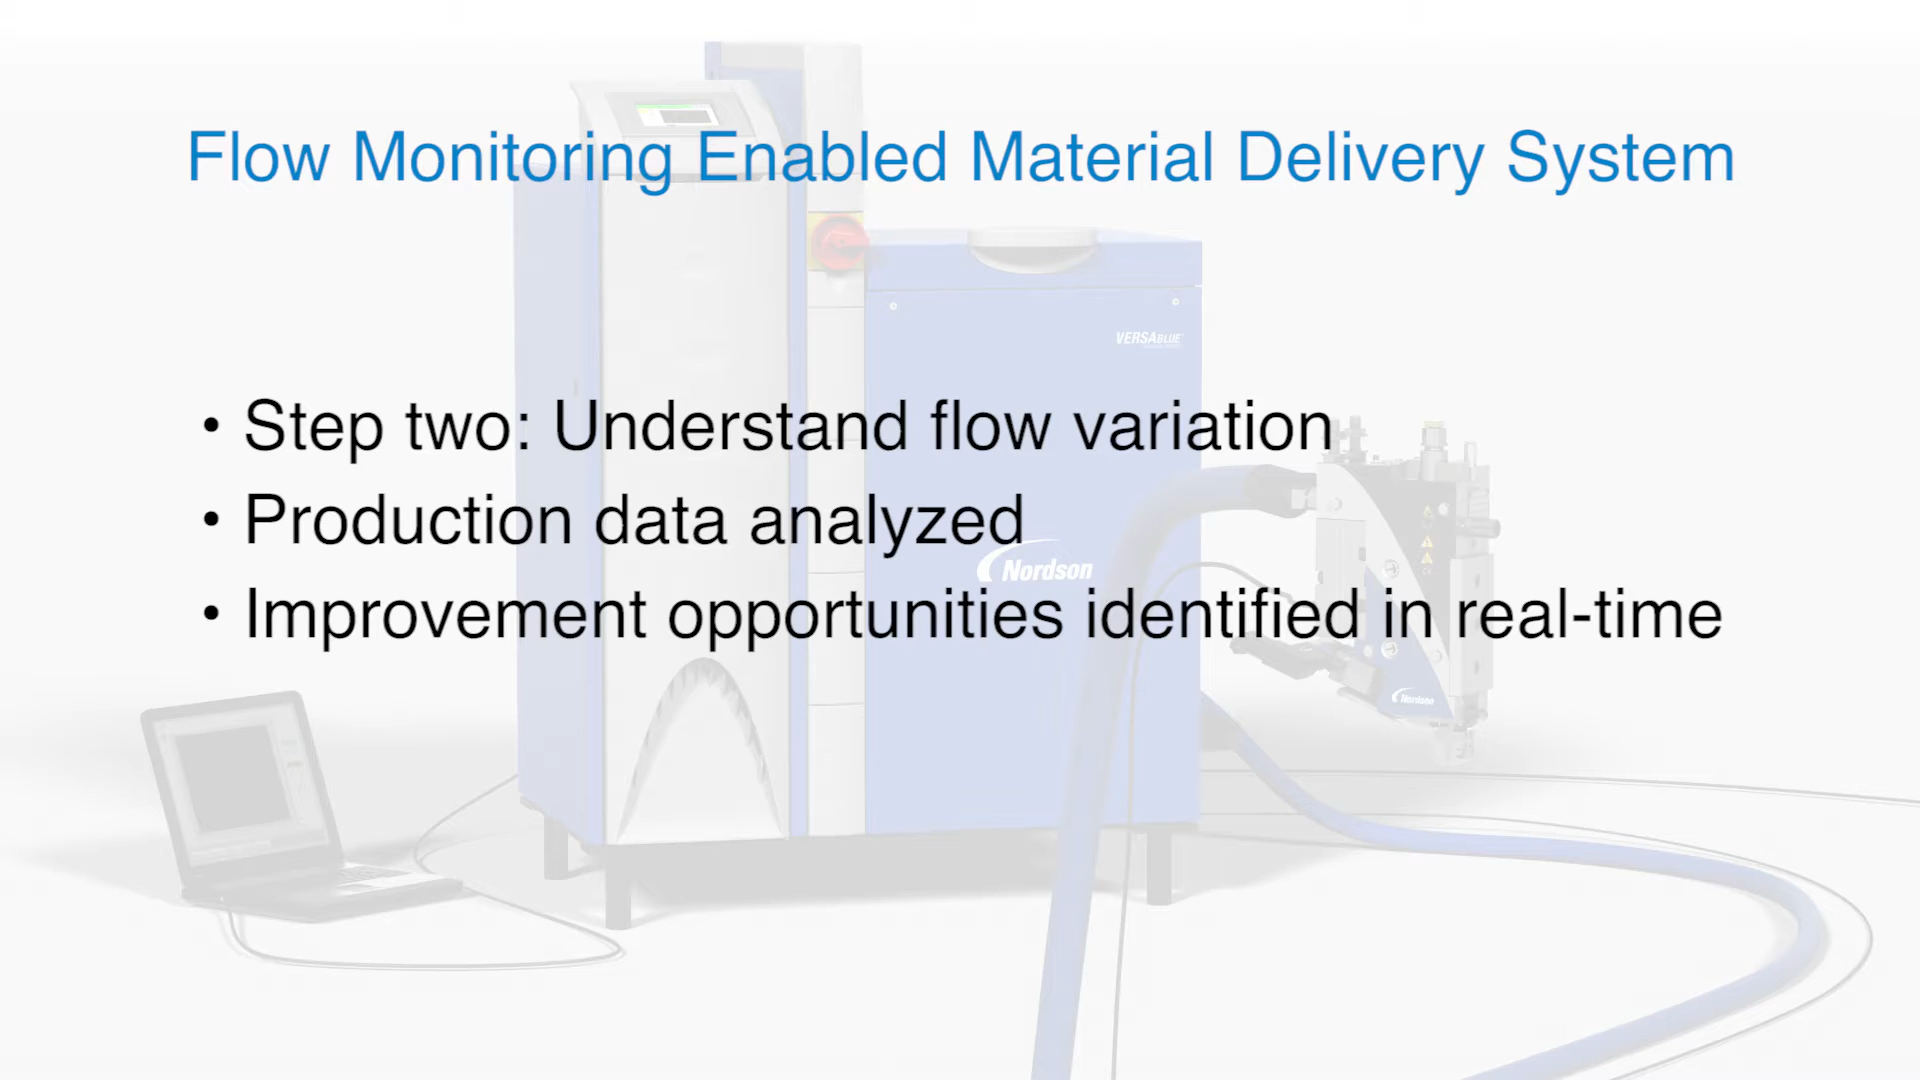 Flow Monitoring Enabled Material Delivery System
VERSABLUE
• Step two: Understand flow variation
• Production data analyzed
Nordson
• Improvement opportunities identified in real-time
Nordson